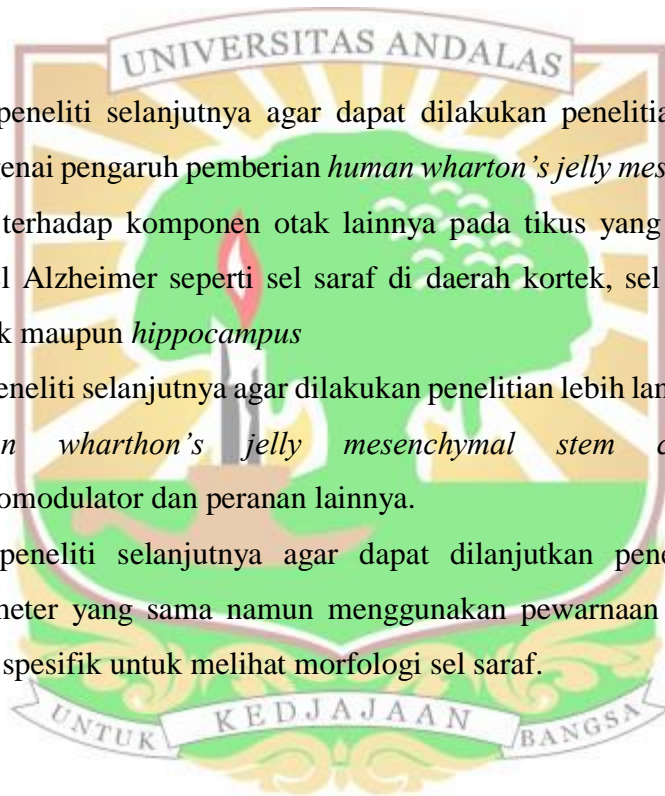 UNIVERSITAS ANDALAS
peneliti selanjutnya agar dapat dilakukan penelitia
genai pengaruh pemberian human wharton's jelly mes
terhadap komponen otak lainnya pada tikus yang
el Alzheimer seperti sel saraf di daerah kortek, sel
k maupun hippocampus
eneliti selanjutnya agar dilakukan penelitian lebih lan
n wharthon's jelly mesenchymal stem c
omodulator dan peranan lainnya.
peneliti selanjutnya agar dapat dilanjutkan pene
meter yang sama namun menggunakan pewarnaan
spesifik untuk melihat morfologi sel saraf.
UNTUK KEDJAJAAN BANGSA